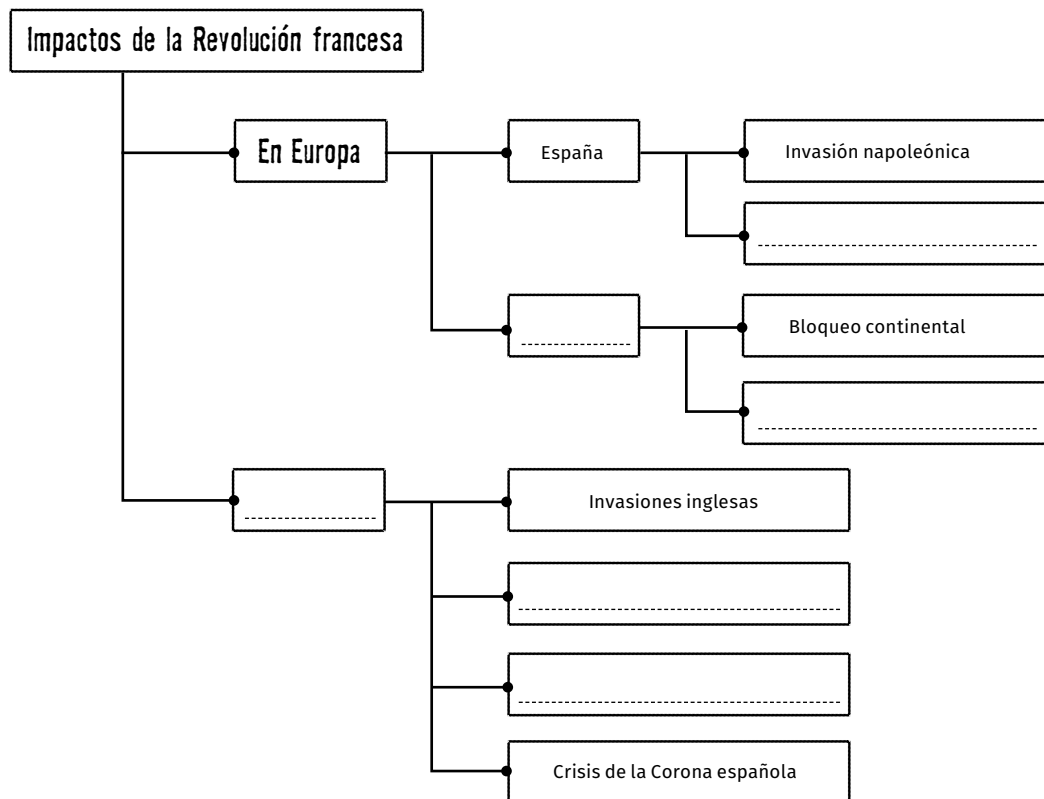 Impactos de la Revolución francesa
En Europa
España
Invasión napoleónica
Bloqueo continental
Invasiones inglesas
Crisis de la Corona española